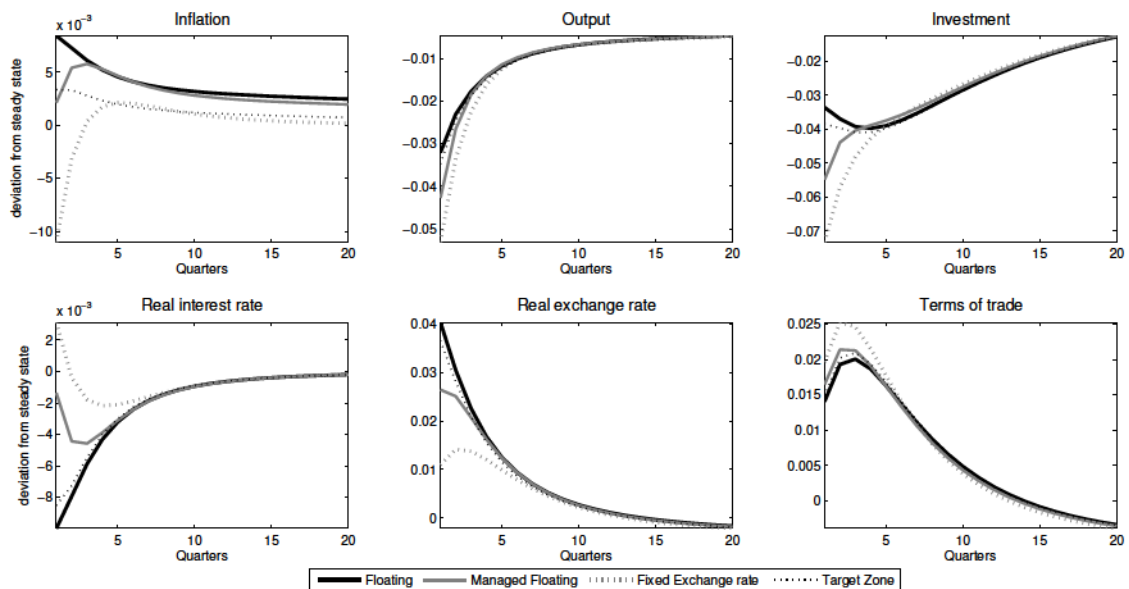 Inflation
Output
Investment
x 10⁻³
5
0
−5
−10
deviation from steady state
5 10 15 20
Quarters
−0.01
−0.02
−0.03
−0.04
−0.05
5 10 15 20
Quarters
−0.02
−0.03
−0.04
−0.05
−0.06
−0.07
5 10 15 20
Quarters
Real interest rate
Real exchange rate
Terms of trade
x 10⁻³
2
0
−2
−4
−6
−8
deviation from steady state
5 10 15 20
Quarters
0.04
0.03
0.02
0.01
0
5 10 15 20
Quarters
0.025
0.02
0.015
0.01
0.005
0
5 10 15 20
Quarters
Floating Managed Floating Fixed Exchange rate Target Zone